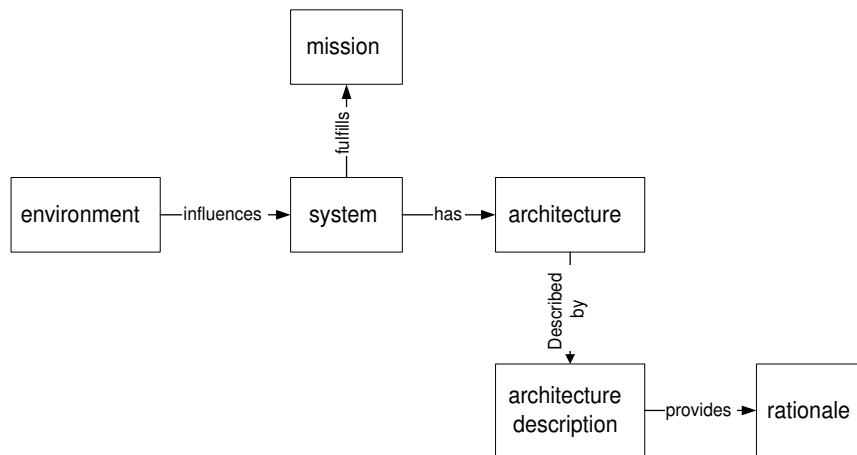 mission
fulfills
environment
influences
system
has
architecture
Described
by
architecture
description
provides
rationale